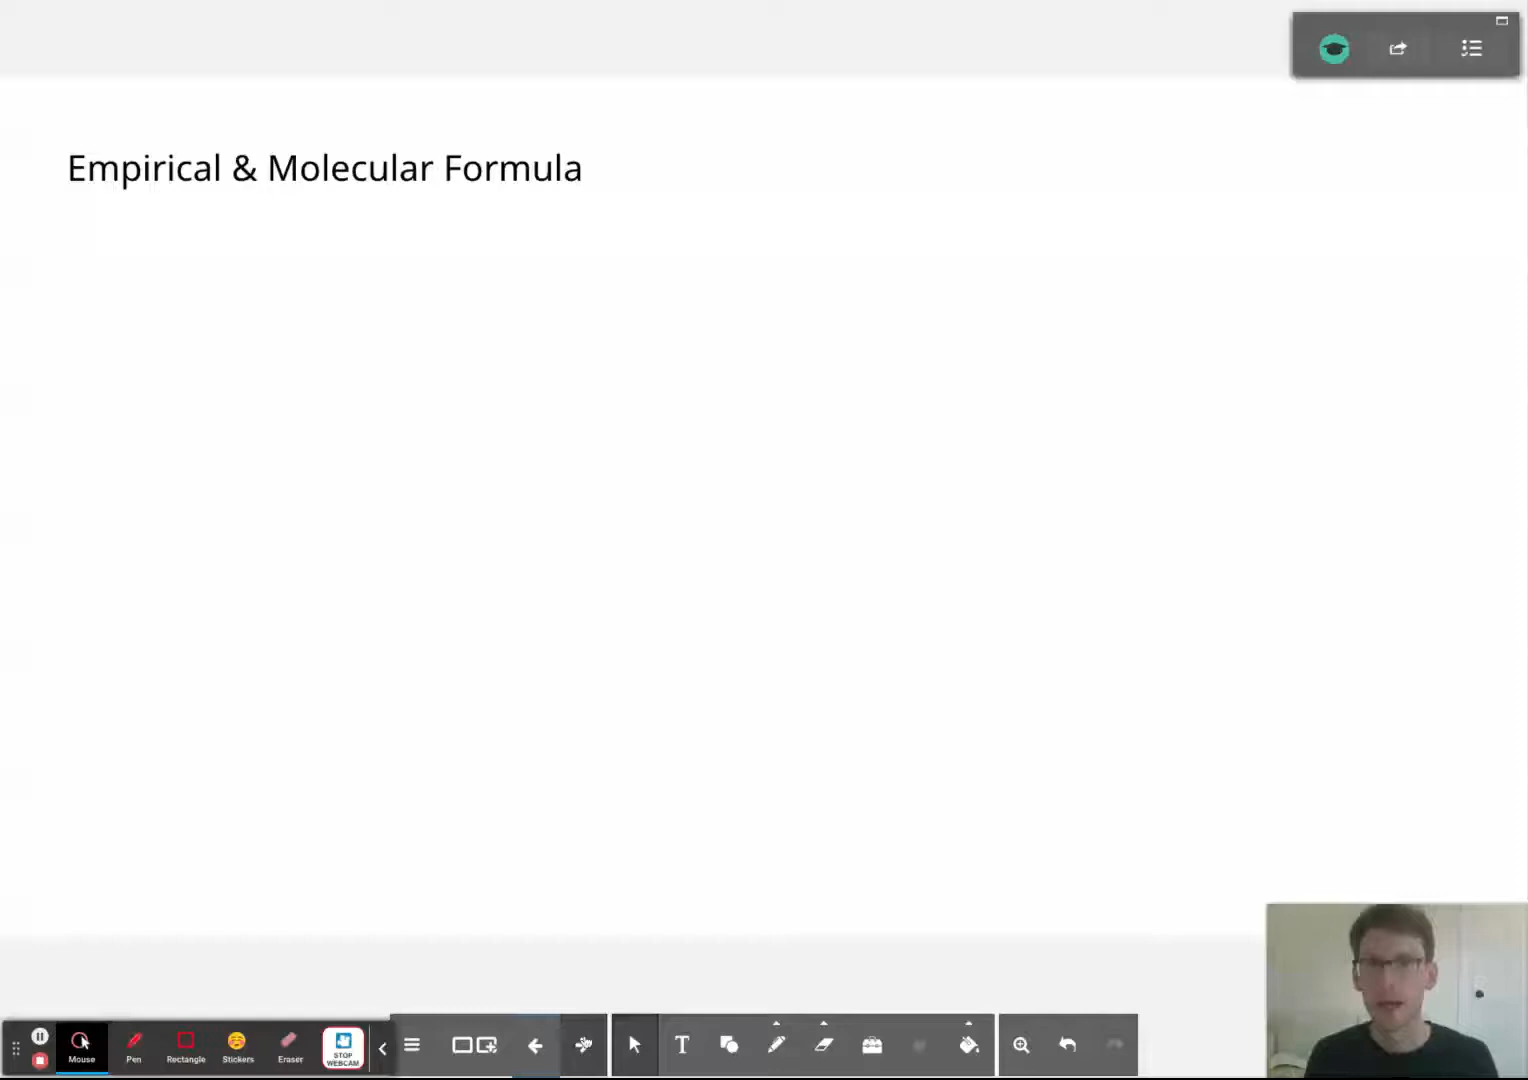 Empirical & Molecular Formula
Mouse
Pen
Rectangle
Stickers
Eraser
STOP
WEBCAM
T